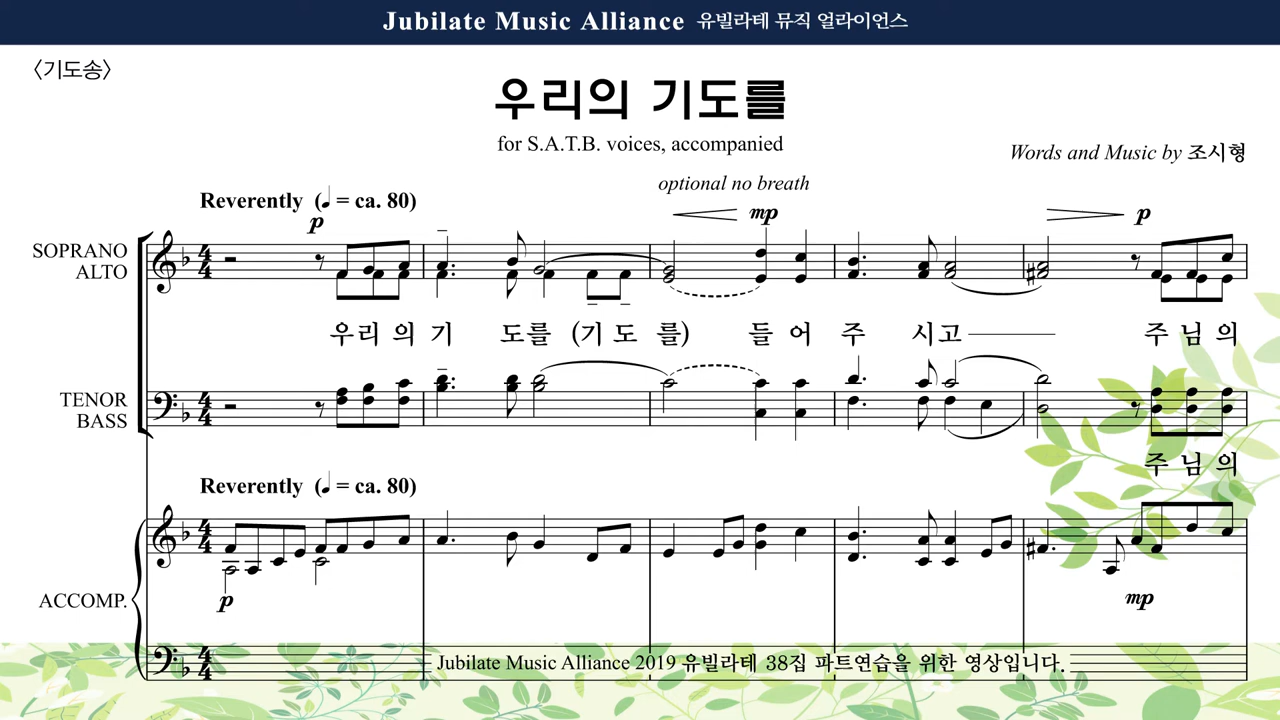 Jubilate Music Alliance 유빌라테 뮤직 얼라이언스
〈기도송〉
우리의 기도를
for S.A.T.B. voices, accompanied
Words and Music by 조시형
optional no breath
Reverently (♩ = ca. 80)
p
mp
p
SOPRANO
ALTO
우리의기 도를 (기도 를) 들어 주 시고 주님의
TENOR
BASS
주님의
Reverently (♩ = ca. 80)
p
mp
ACCOMP.
Jubilate Music Alliance 2019 유빌라테 38집 파트연습을 위한 영상입니다.